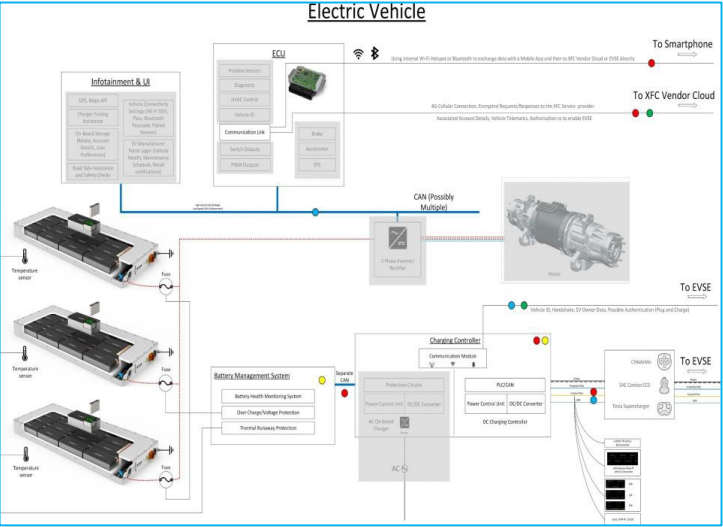 Electric Vehicle
ECU
Position Sensors
Diagnostic
HVAC Control
Vehicle ID
Communication Link
Switch Outputs
PWM Outputs
Brake
Accelerator
GPS
Using Internal Wi-Fi Hotspot or Bluetooth to exchange data with a Mobile App and then to XFC Vendor Cloud or EVSE directly
To Smartphone
To XFC Vendor Cloud
4G Cellular Connection, Encrypted Requests/Responses to the XFC Service provider
Associated Account Details, Vehicle Telematics, Authorization to to enable EVSE
Infotainment & UI
GPS, Maps API
Charger Finding Assistance
On-Board Storage (Media, Account Details, User Preferences)
Road Side Assistance and Safety Checks
Vehicle Connectivity Settings (Wi-Fi SSID, Pass, Bluetooth Passcode, Paired Devices)
EV Manufacturer Portal Login (Vehicle Health, Maintenance Schedule, Recall notifications)
CAN (Possibly
Multiple)
3 Phase Inverter/
Rectifier
Motor
Temperature
sensor
Fuse
Temperature
sensor
Fuse
Temperature
sensor
Fuse
To EVSE
Vehicle ID, Handshake, EV Owner Data, Possible Authentication (Plug and Charge)
Battery Management System
Battery Health Monitoring System
Over Charge/Voltage Protection
Thermal Runaway Protection
Separate
CAN
Charging Controller
Communication Module
Protection Circuits
Power Control Unit
DC/DC Converter
AC On-Board
Charger
PLC/CAN
Power Control Unit
DC/DC Converter
DC Charging Controller
AC
CHAdeMo
SAE Combo CCS
Tesla Supercharger
To EVSE